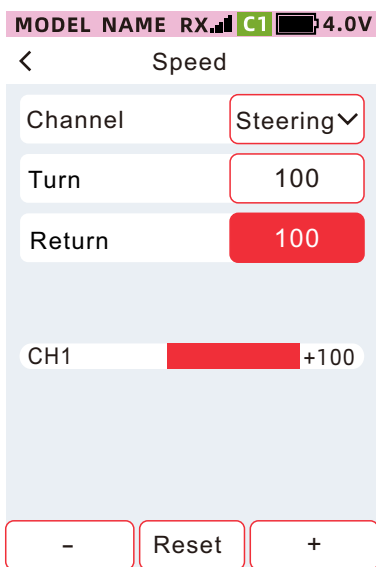 MODEL NAME RX C1 4.0V
< Speed
Channel Steering
Turn 100
Return 100
CH1 +100
- Reset +